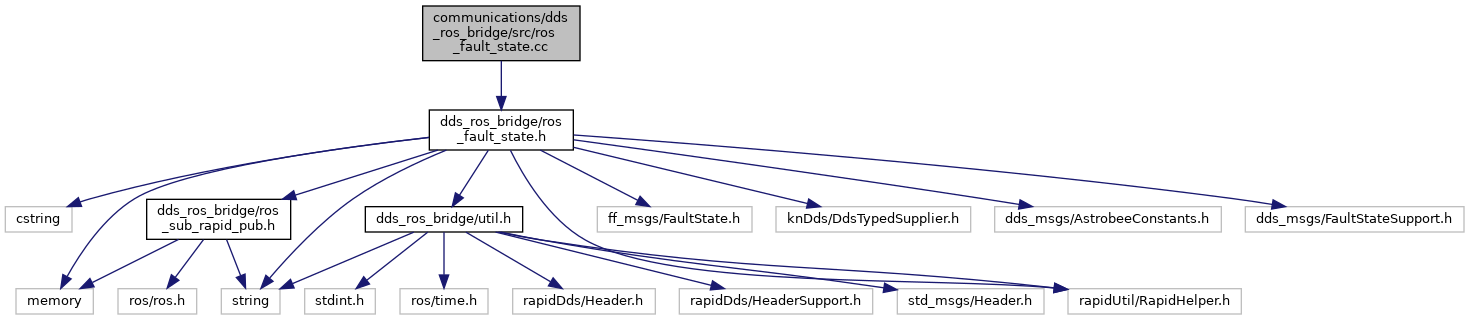 communications/dds
_ros_bridge/src/ros
_fault_state.cc
dds_ros_bridge/ros
_fault_state.h
cstring
dds_ros_bridge/ros
_sub_rapid_pub.h
dds_ros_bridge/util.h
ff_msgs/FaultState.h
knDds/DdsTypedSupplier.h
dds_msgs/AstrobeeConstants.h
dds_msgs/FaultStateSupport.h
memory
ros/ros.h
string
stdint.h
ros/time.h
rapidDds/Header.h
rapidDds/HeaderSupport.h
std_msgs/Header.h
rapidUtil/RapidHelper.h